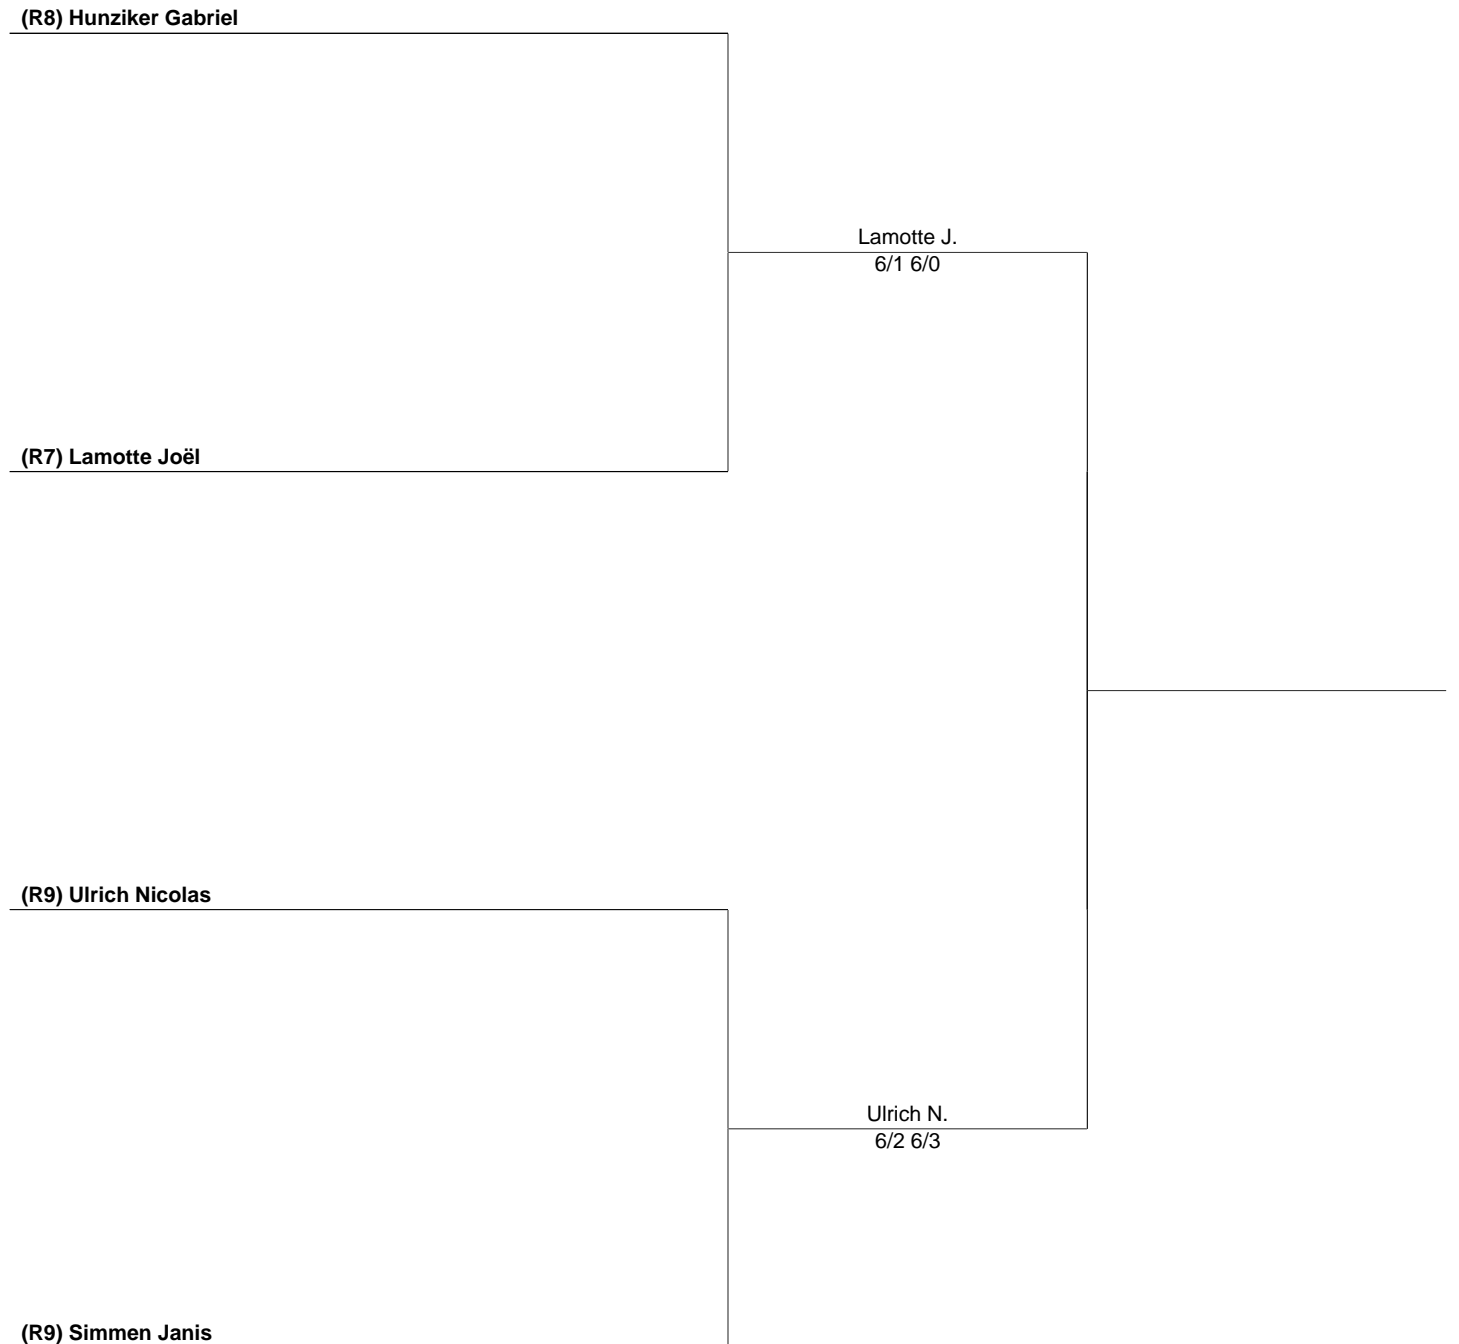 (R8) Hunziker Gabriel
Lamotte J.
6/1 6/0
(R7) Lamotte Joël
(R9) Ulrich Nicolas
Ulrich N.
6/2 6/3
(R9) Simmen Janis